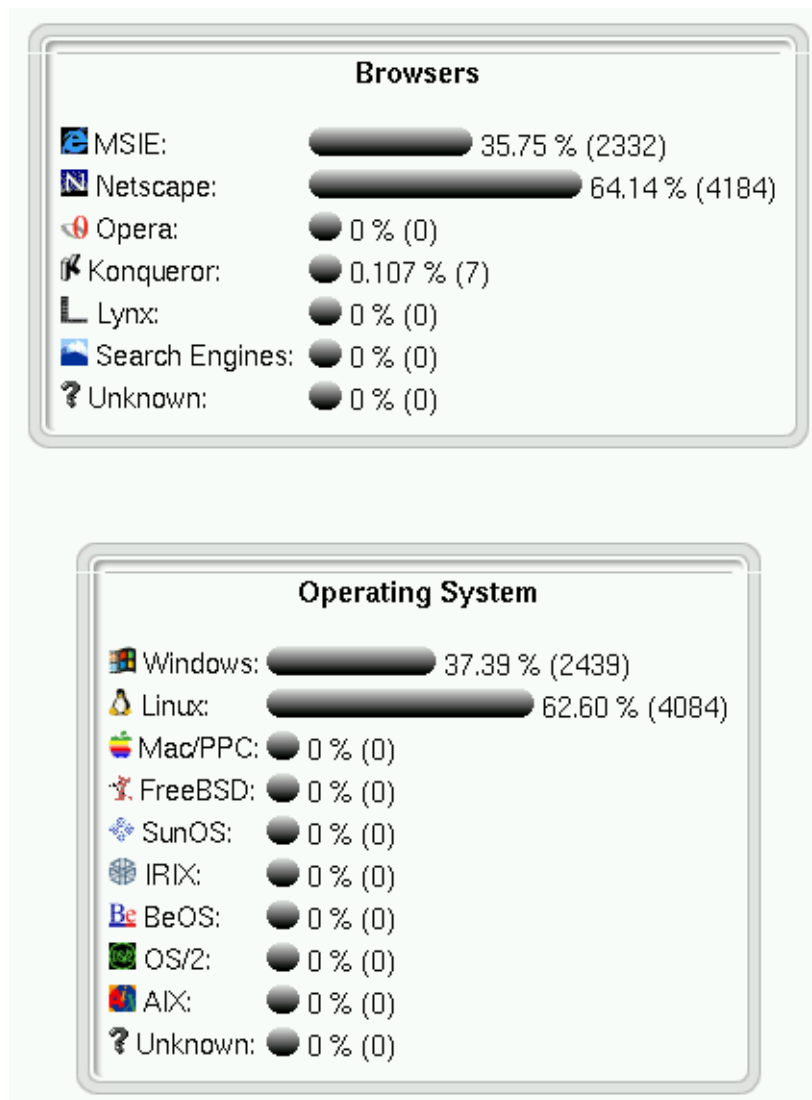 Browsers
MSIE: 35.75 % (2332)
Netscape: 64.14 % (4184)
Opera: 0 % (0)
Konqueror: 0.107 % (7)
Lynx: 0 % (0)
Search Engines: 0 % (0)
Unknown: 0 % (0)
Operating System
Windows: 37.39 % (2439)
Linux: 62.60 % (4084)
Mac/PPC: 0 % (0)
FreeBSD: 0 % (0)
SunOS: 0 % (0)
IRIX: 0 % (0)
Be BeOS: 0 % (0)
OS/2 OS/2: 0 % (0)
AIX: 0 % (0)
? Unknown: 0 % (0)